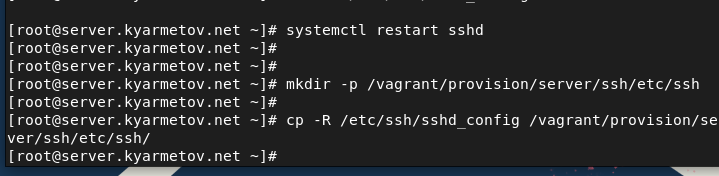 [root@server.kyarmetov.net ~]# systemctl restart sshd
[root@server.kyarmetov.net ~]#
[root@server.kyarmetov.net ~]#
[root@server.kyarmetov.net ~]# mkdir -p /vagrant/provision/server/ssh/etc/ssh
[root@server.kyarmetov.net ~]#
[root@server.kyarmetov.net ~]# cp -R /etc/ssh/sshd_config /vagrant/provision/se
rver/ssh/etc/ssh/
[root@server.kyarmetov.net ~]#